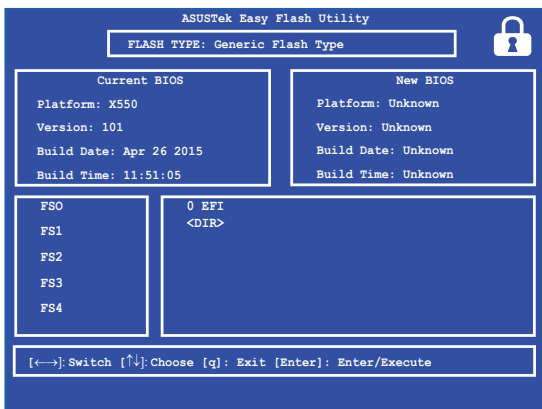 ASUSTek Easy Flash Utility
FLASH TYPE: Generic Flash Type
Current BIOS
Platform: X550
Version: 101
Build Date: Apr 26 2015
Build Time: 11:51:05
New BIOS
Platform: Unknown
Version: Unknown
Build Date: Unknown
Build Time: Unknown
FSO
FS1
FS2
FS3
FS4
0 EFI
<DIR>
[←→]: Switch [↑↓]: Choose [q]: Exit [Enter]: Enter/Execute